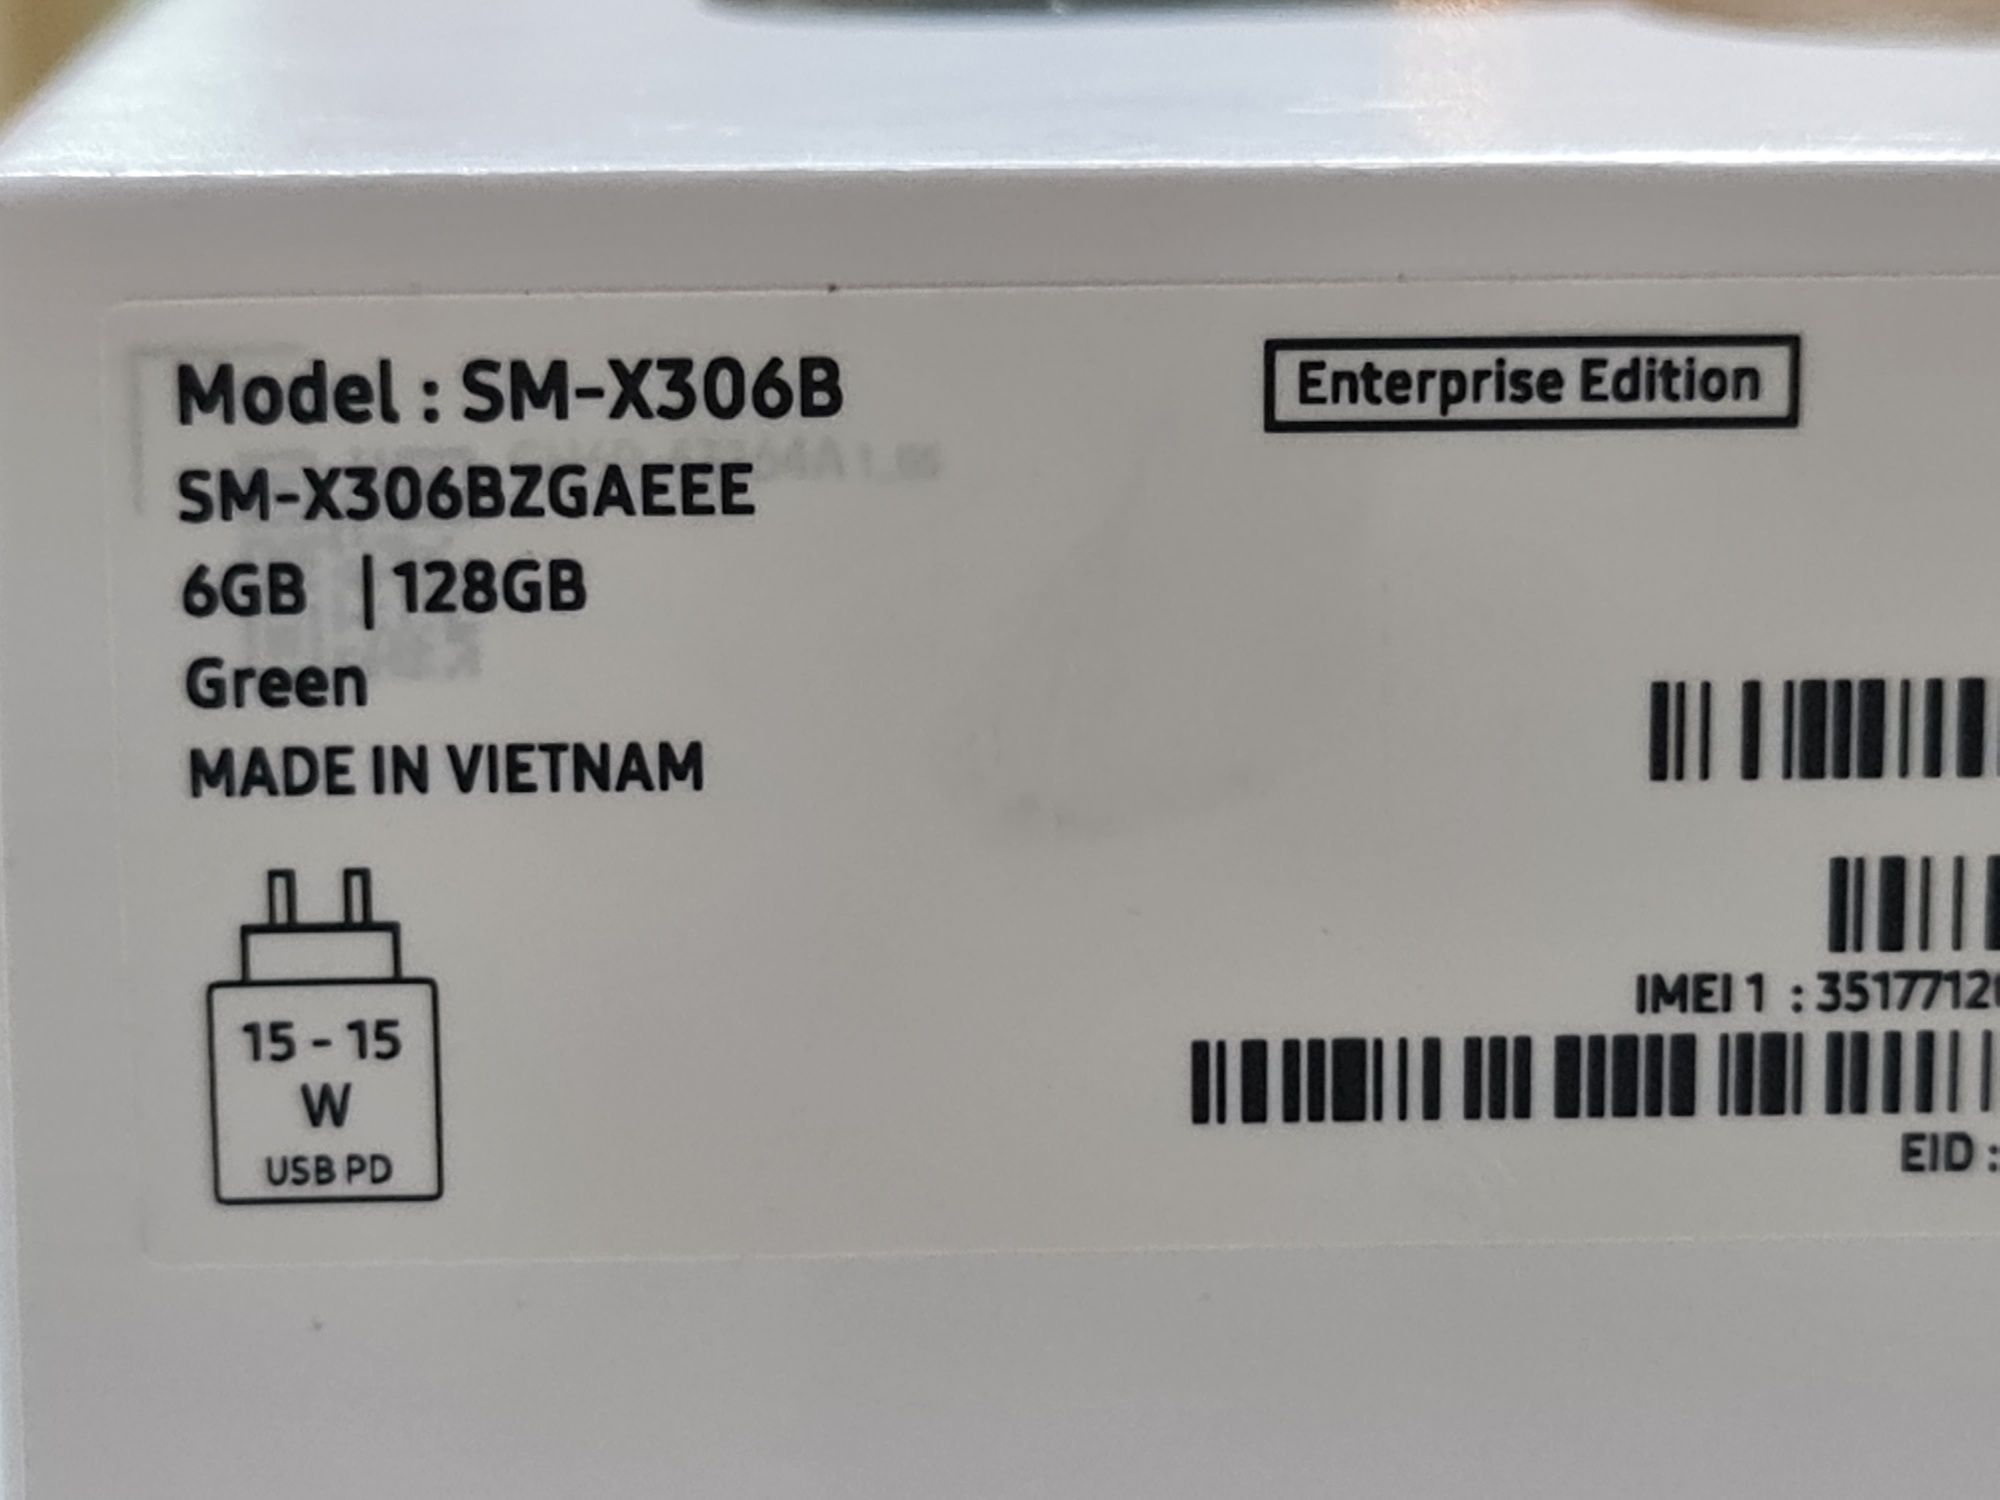 Model : SM-X306B
Enterprise Edition
SM-X306BZGAEEE
6GB | 128GB
Green
MADE IN VIETNAM
15 - 15
W
USB PD
IMEI 1 : 3517712
EID :